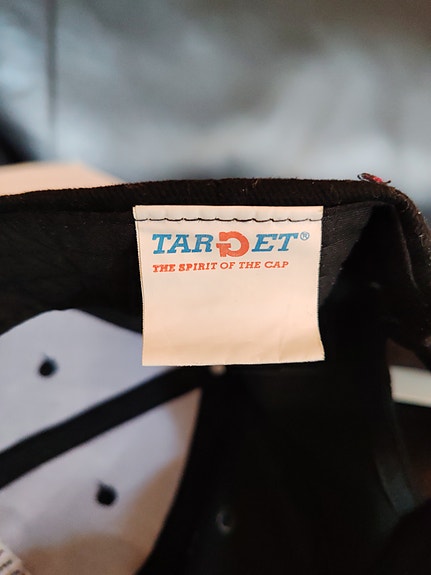 TARGET®
THE SPIRIT OF THE CAP